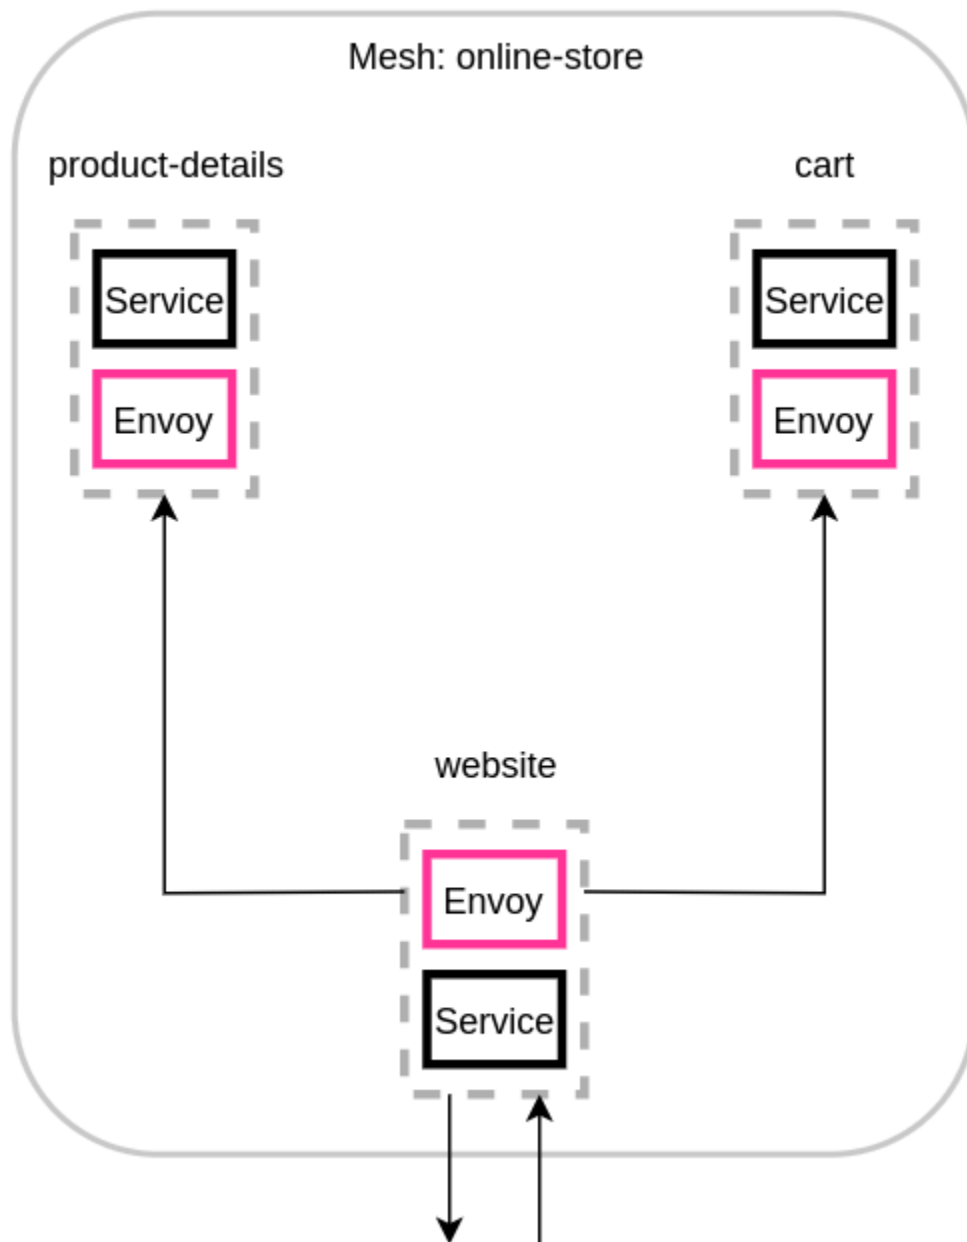 Mesh: online-store
product-details
cart
Service
Service
Envoy
Envoy
website
Envoy
Service